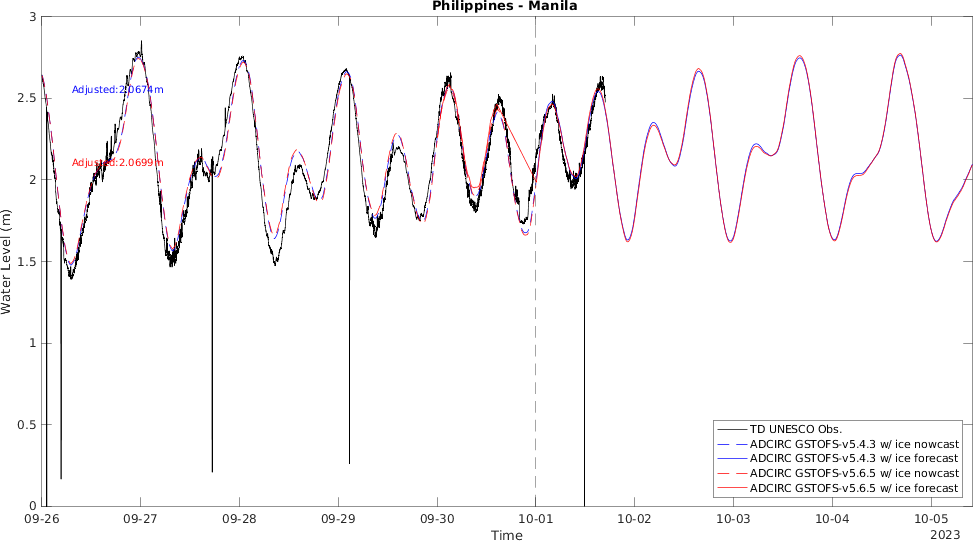 Philippines - Manila
3
2.5
2
1.5
1
0.5
0
Water Level (m)
Adjusted:2.0674m
Adjusted:2.0699m
TD UNESCO Obs.
ADCIRC GSTOFS-v5.4.3 w/ ice nowcast
ADCIRC GSTOFS-v5.4.3 w/ ice forecast
ADCIRC GSTOFS-v5.6.5 w/ ice nowcast
ADCIRC GSTOFS-v5.6.5 w/ ice forecast
09-26 09-27 09-28 09-29 09-30 10-01 10-02 10-03 10-04 10-05
Time
2023